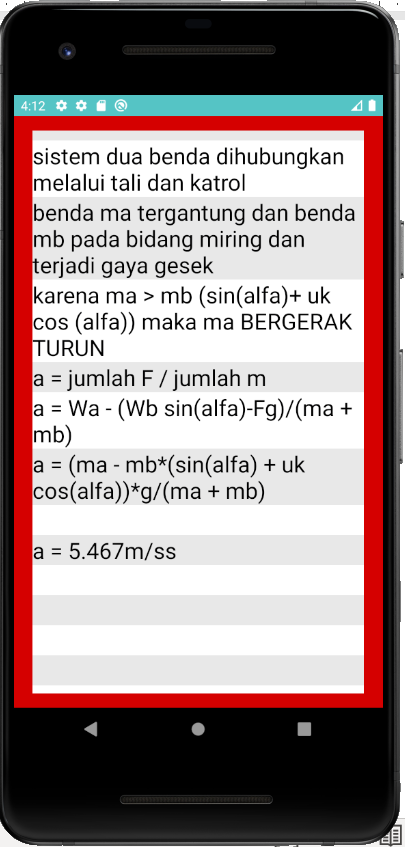 4:12
sistem dua benda dihubungkan
melalui tali dan katrol
benda ma tergantung dan benda
mb pada bidang miring dan
terjadi gaya gesek
karena ma > mb (sin(alfa)+ uk
cos (alfa)) maka ma BERGERAK
TURUN
a = jumlah F / jumlah m
a = Wa - (Wb sin(alfa)-Fg)/(ma +
mb)
a = (ma - mb*(sin(alfa) + uk
cos(alfa))*g/(ma + mb)
a = 5.467m/ss